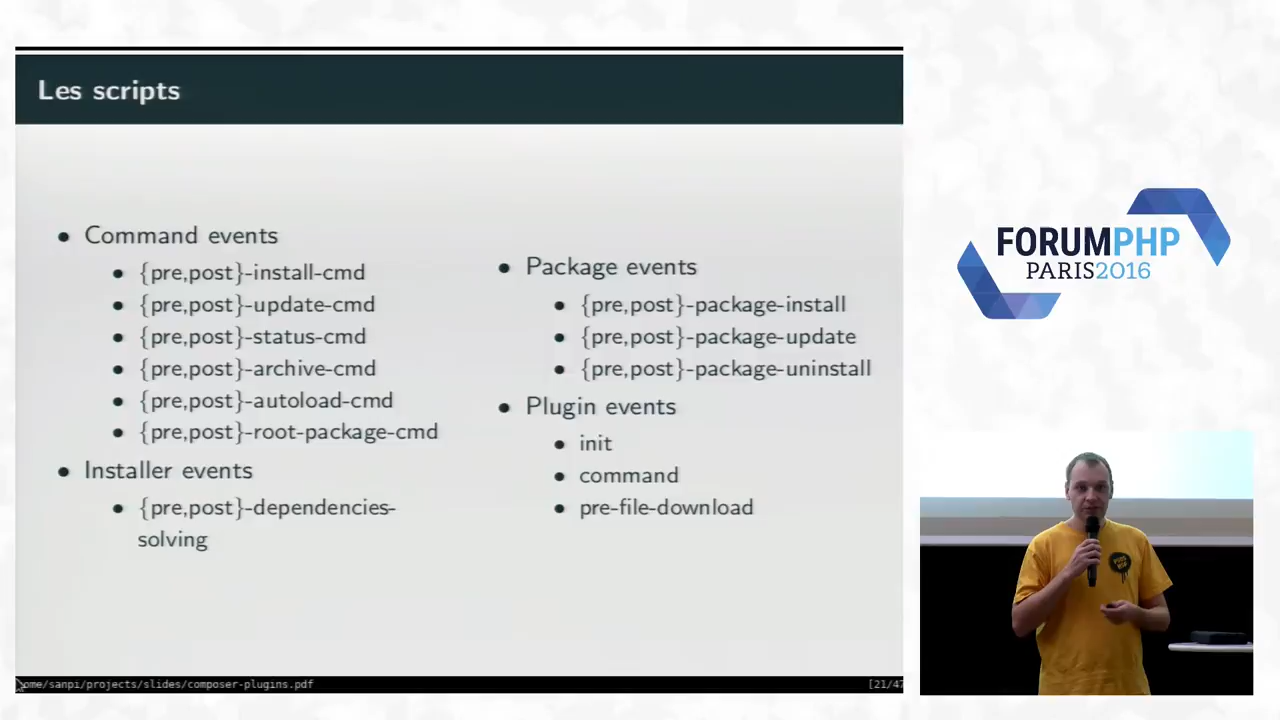 Les scripts
Command events
{pre,post}-install-cmd
{pre,post}-update-cmd
{pre,post}-status-cmd
{pre,post}-archive-cmd
{pre,post}-autoload-cmd
{pre,post}-root-package-cmd
Installer events
{pre,post}-dependencies-
solving
Package events
{pre,post}-package-install
{pre,post}-package-update
{pre,post}-package-uninstall
Plugin events
init
command
pre-file-download
ome/sanpi/projects/slides/composer-plugins.pdf
[21/47
FORUMPHP
PARIS2016